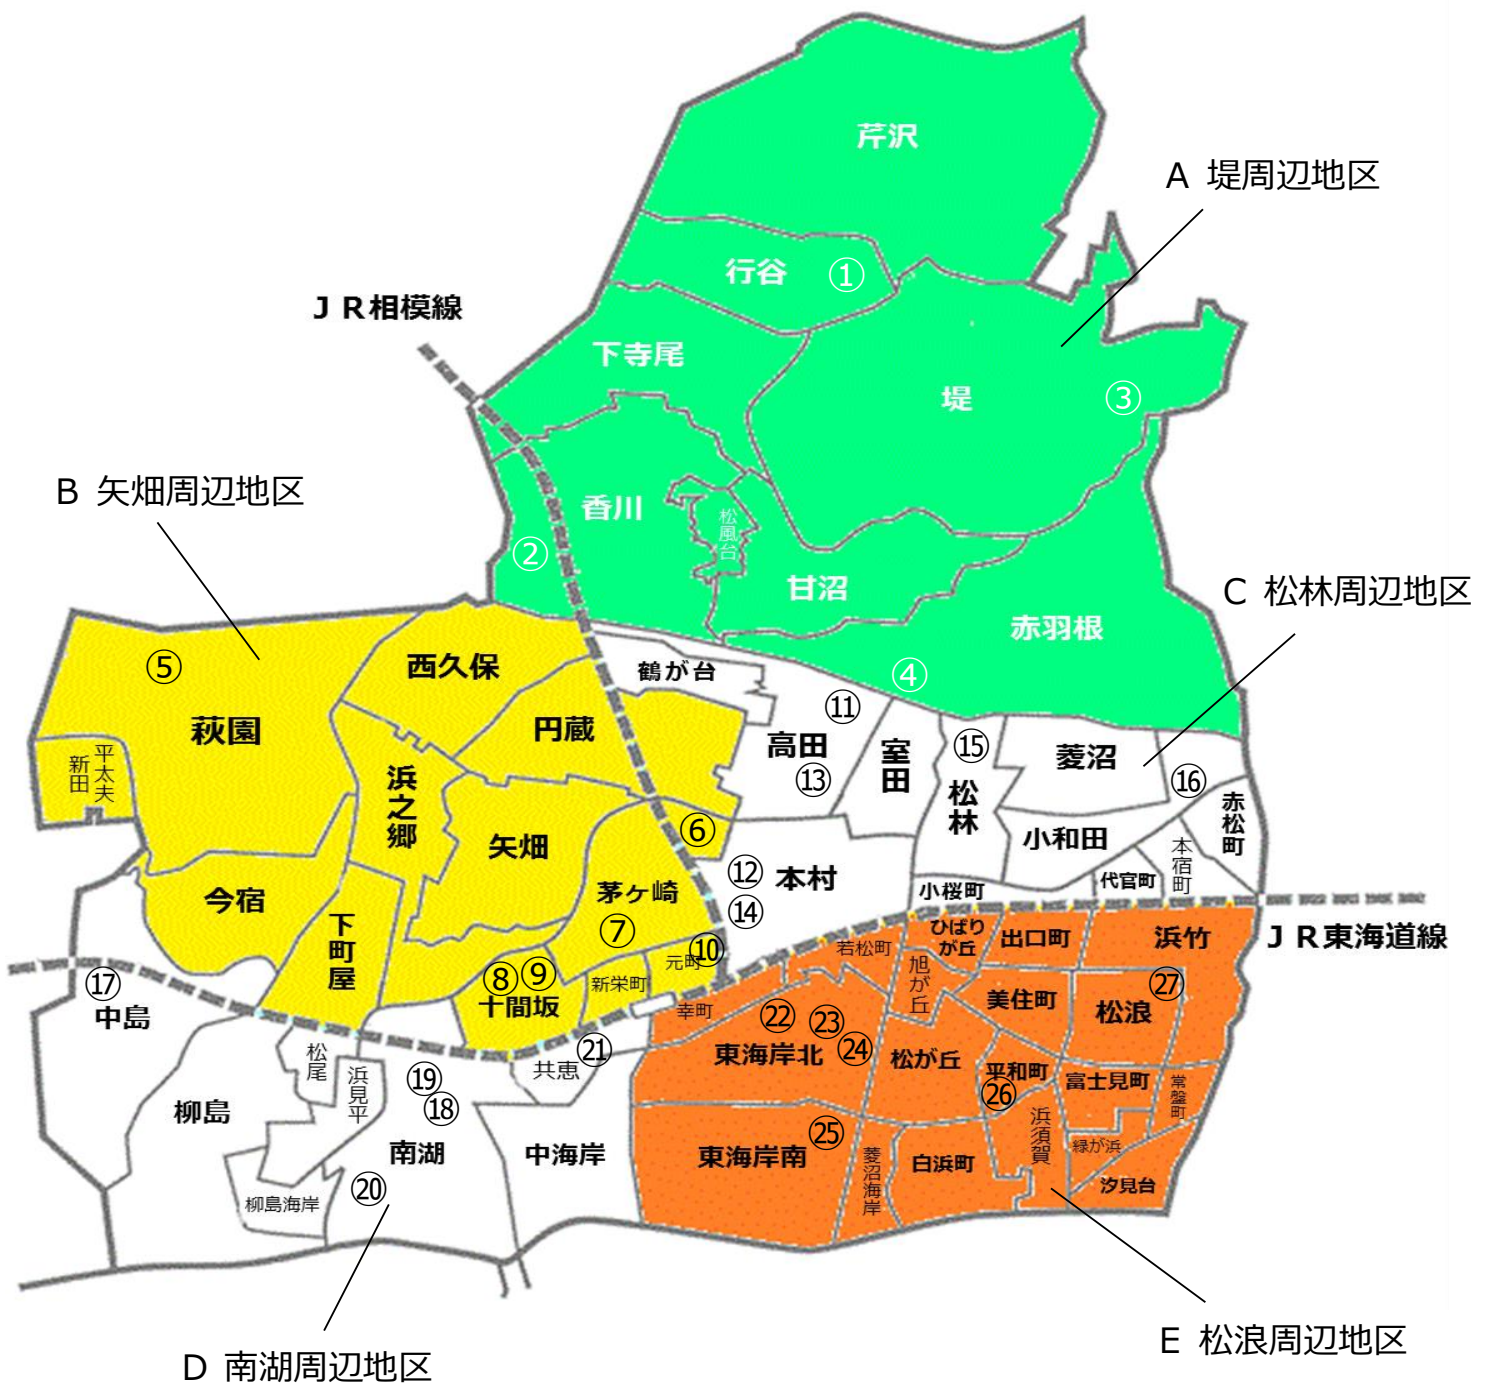 芹沢
A 堤周辺地区
行谷 ①
JR相模線
下寺尾
堤 ③
B 矢畑周辺地区
香川
松風台
②
甘沼
C 松林周辺地区
赤羽根
④
⑤
西久保
鶴が台
萩園
円蔵
⑪
高田
⑬
室田
⑮
松林
菱沼
⑯
平太夫
新田
浜之郷
矢畑
⑥
小和田
赤松町
本宿町
今宿
茅ヶ崎
⑦
⑫
本村
⑭
小桜町
代官町
下町屋
JR東海道線
⑧ ⑨
十間坂
新栄町
元町
⑩
若松町
ひばり
が丘
出口町
浜竹
旭が丘
⑰
中島
幸町
㉒ ㉓
東海岸北
㉔
松が丘
美住町
松浪
㉗
松尾
浜見平
⑲
⑱
共恵
㉑
平和町
㉖
富士見町
常盤町
柳島
南湖
中海岸
東海岸南
㉕
菱沼海岸
白浜町
浜須賀
緑が浜
汐見台
柳島海岸
⑳
D 南湖周辺地区
E 松浪周辺地区